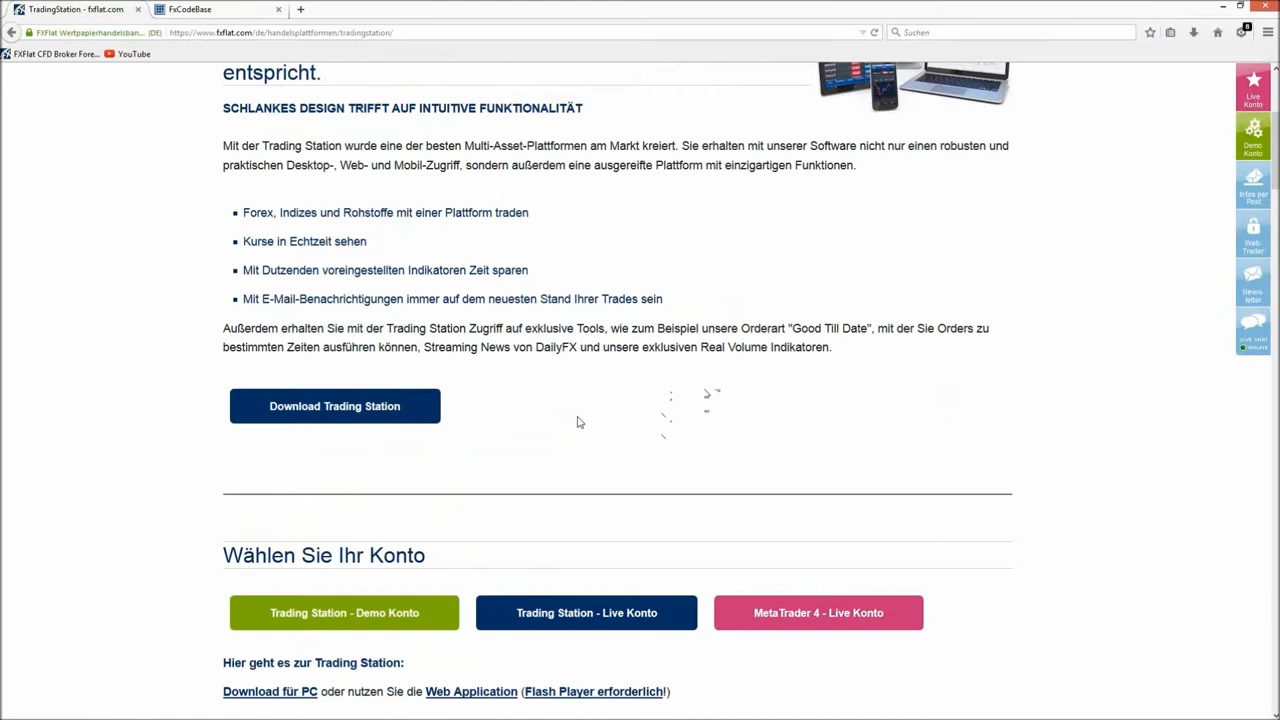 TradingStation - fxflat.com
FxCodeBase
FXFlat Wertpapierhandelsban... (DE)
https://www.fxflat.com/de/handelsplattformen/tradingstation/
Suchen
8
FXFlat CFD Broker Fore...
YouTube
entspricht.
SCHLANKES DESIGN TRIFFT AUF INTUITIVE FUNKTIONALITÄT
Mit der Trading Station wurde eine der besten Multi-Asset-Plattformen am Markt kreiert. Sie erhalten mit unserer Software nicht nur einen robusten und
praktischen Desktop-, Web- und Mobil-Zugriff, sondern außerdem eine ausgereifte Plattform mit einzigartigen Funktionen.
Forex, Indizes und Rohstoffe mit einer Plattform traden
Kurse in Echtzeit sehen
Mit Dutzenden voreingestellten Indikatoren Zeit sparen
Mit E-Mail-Benachrichtigungen immer auf dem neuesten Stand Ihrer Trades sein
Außerdem erhalten Sie mit der Trading Station Zugriff auf exklusive Tools, wie zum Beispiel unsere Orderart "Good Till Date", mit der Sie Orders zu
bestimmten Zeiten ausführen können, Streaming News von DailyFX und unsere exklusiven Real Volume Indikatoren.
Download Trading Station
Wählen Sie Ihr Konto
Trading Station - Demo Konto
Trading Station - Live Konto
MetaTrader 4 - Live Konto
Hier geht es zur Trading Station:
Download für PC oder nutzen Sie die Web Application (Flash Player erforderlich!)
Live
Konto
Demo
Konto
Infos per
Post
Web-
Trader
News-
letter
LIVE CHAT
ONLINE